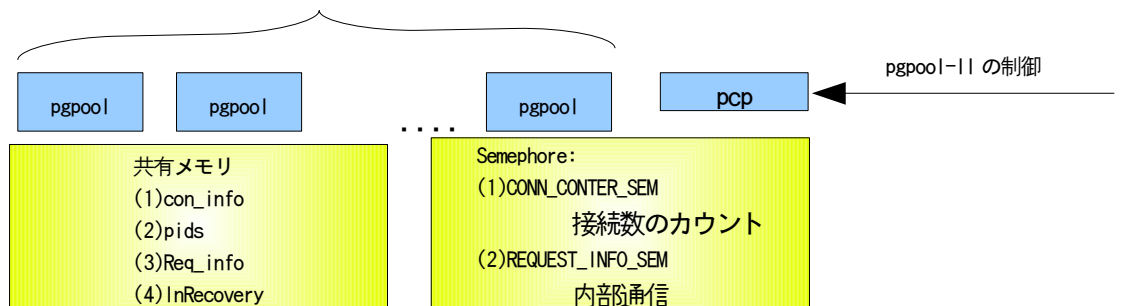 pgpool-II の制御
pgpool
pgpool
....
pgpool
pcp
共有メモリ
(1)con_info
(2)pids
(3)Req_info
(4)InRecovery
Semephore:
(1)CONN_CONTER_SEM
接続数のカウント
(2)REQUEST_INFO_SEM
内部通信